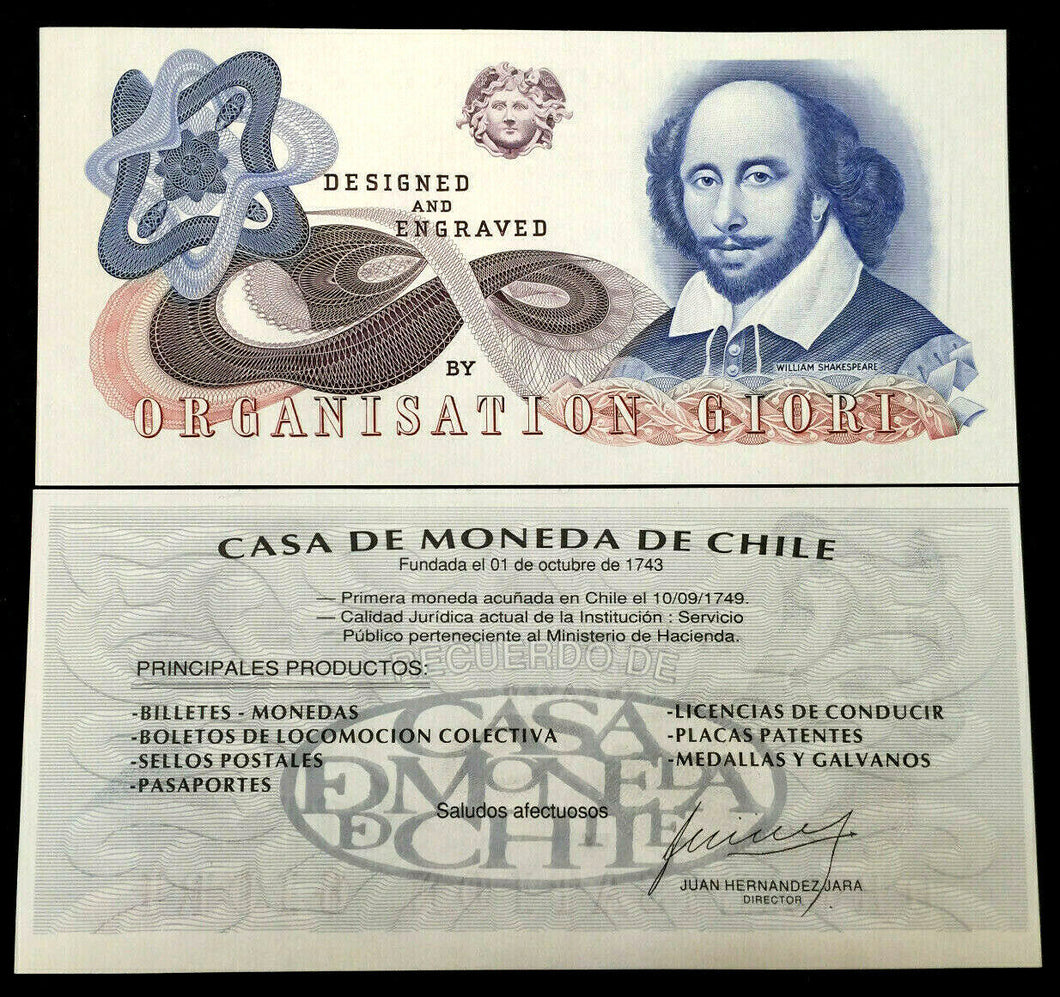 DESIGNED
AND
ENGRAVED
BY
ORGANISATION GIORI
WILLIAM SHAKESPEARE
CASA DE MONEDA DE CHILE
Fundada el 01 de octubre de 1743
— Primera moneda acuñada en Chile el 10/09/1749.
— Calidad Jurídica actual de la Institución : Servicio
Público perteneciente al Ministerio de Hacienda.
RECUERDO DE
PRINCIPALES PRODUCTOS:
-BILLETES - MONEDAS
-BOLETOS DE LOCOMOCION COLECTIVA
-SELLOS POSTALES
-PASAPORTES
-LICENCIAS DE CONDUCIR
-PLACAS PATENTES
-MEDALLAS Y GALVANOS
CASA
DE MONEDA
DE CHILE
Saludos afectuosos
JUAN HERNANDEZ JARA
DIRECTOR